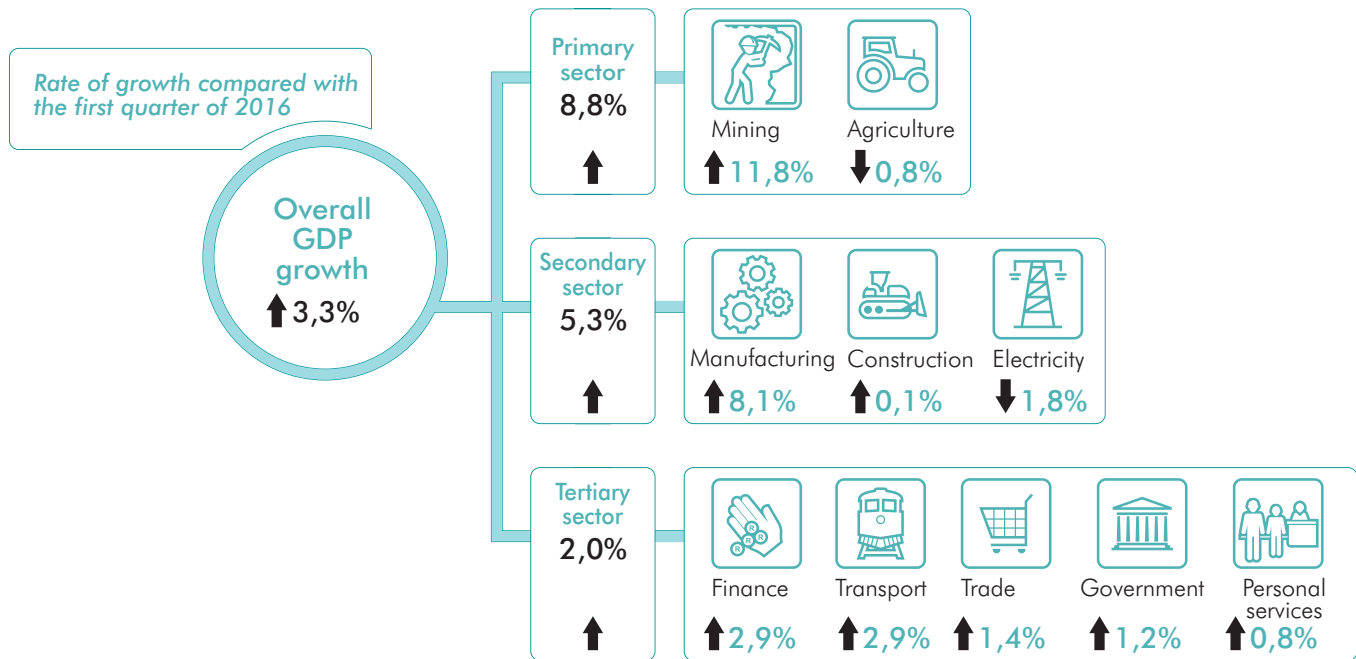 Rate of growth compared with
the first quarter of 2016
Overall
GDP
growth
3,3%
Primary
sector
8,8%
Mining
11,8%
Agriculture
0,8%
Secondary
sector
5,3%
Manufacturing
8,1%
Construction
0,1%
Electricity
1,8%
Tertiary
sector
2,0%
R R R R
Finance
2,9%
Transport
2,9%
Trade
1,4%
Government
1,2%
Personal
services
0,8%